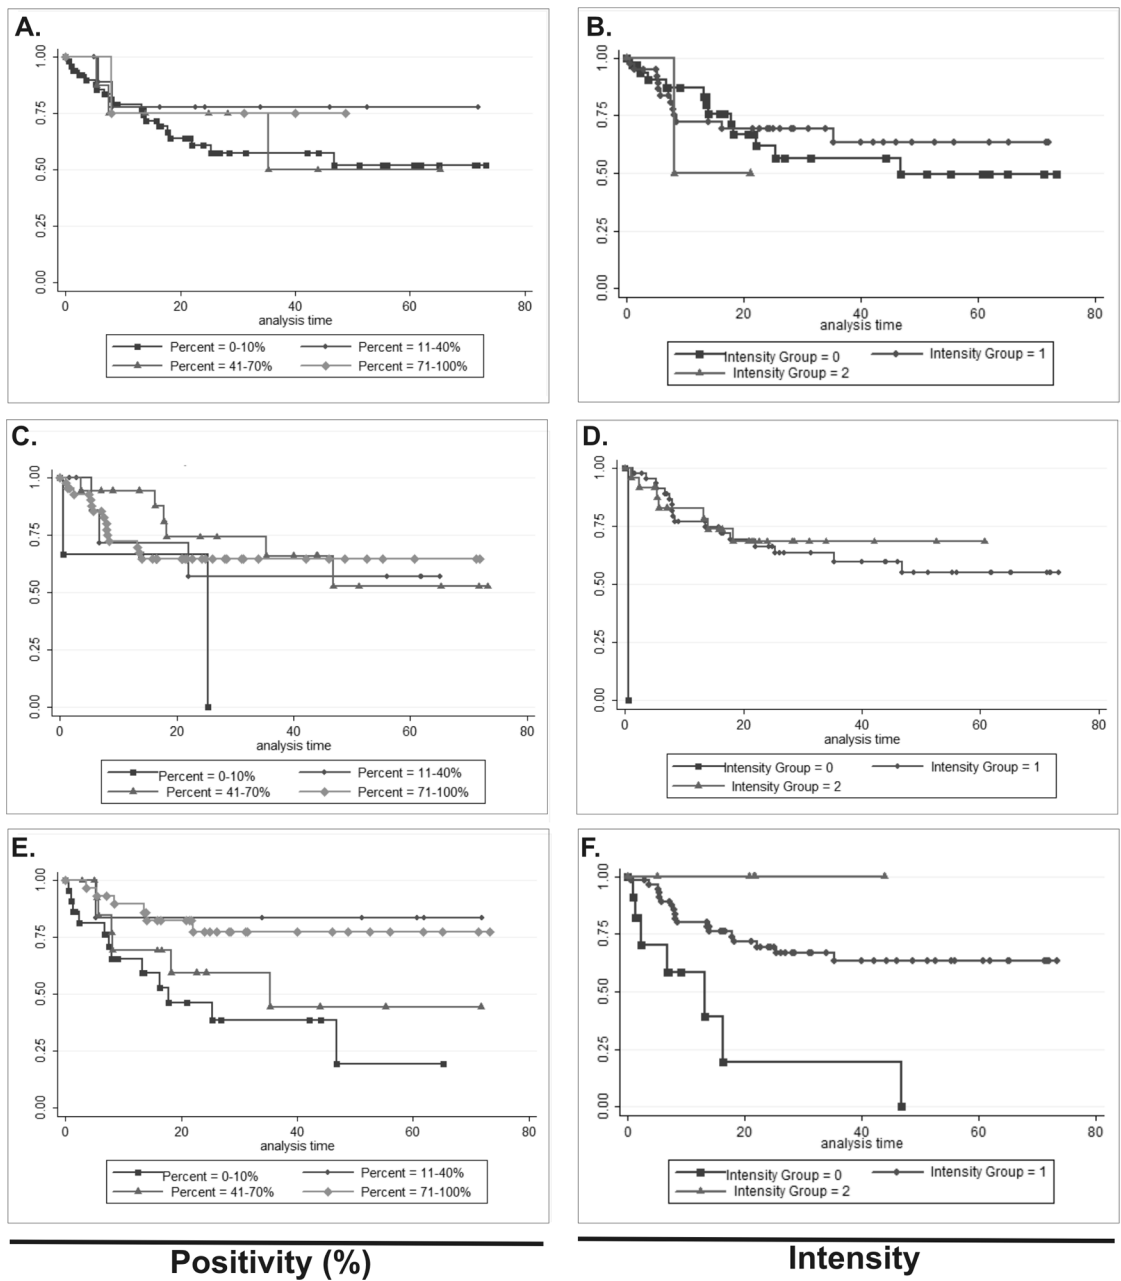 A.
1.00
0.75
0.50
0.25
0.00
0 20 40 60 80
analysis time
Percent = 0-10% Percent = 11-40%
Percent = 41-70% Percent = 71-100%
B.
1.00
0.75
0.50
0.25
0.00
0 20 40 60 80
analysis time
Intensity Group = 0 Intensity Group = 1
Intensity Group = 2
C.
1.00
0.75
0.50
0.25
0.00
0 20 40 60 80
analysis time
Percent = 0-10% Percent = 11-40%
Percent = 41-70% Percent = 71-100%
D.
1.00
0.75
0.50
0.25
0.00
0 20 40 60 80
analysis time
Intensity Group = 0 Intensity Group = 1
Intensity Group = 2
E.
1.00
0.75
0.50
0.25
0.00
0 20 40 60 80
analysis time
Percent = 0-10% Percent = 11-40%
Percent = 41-70% Percent = 71-100%
F.
1.00
0.75
0.50
0.25
0.00
0 20 40 60 80
analysis time
Intensity Group = 0 Intensity Group = 1
Intensity Group = 2
Positivity (%)
Intensity